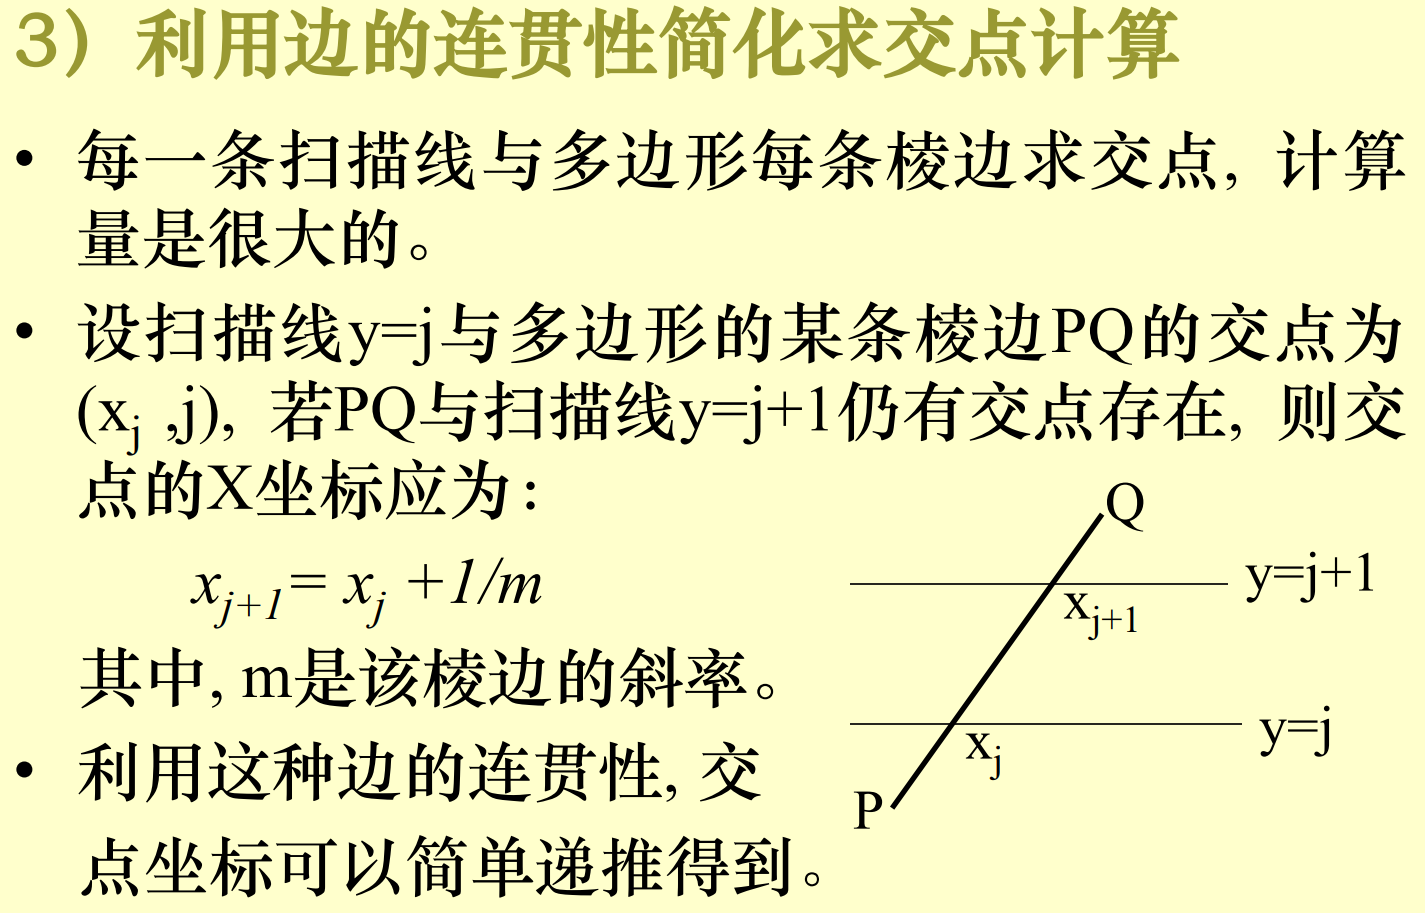 3）利用边的连贯性简化求交点计算
• 每一条扫描线与多边形每条棱边求交点, 计算
量是很大的。
• 设扫描线y=j与多边形的某条棱边PQ的交点为
(xj ,j), 若PQ与扫描线y=j+1仍有交点存在, 则交
点的X坐标应为：
xj+1= xj +1/m
其中, m是该棱边的斜率。
• 利用这种边的连贯性, 交
点坐标可以简单递推得到。
Q
y=j+1
xj+1
y=j
xj
P